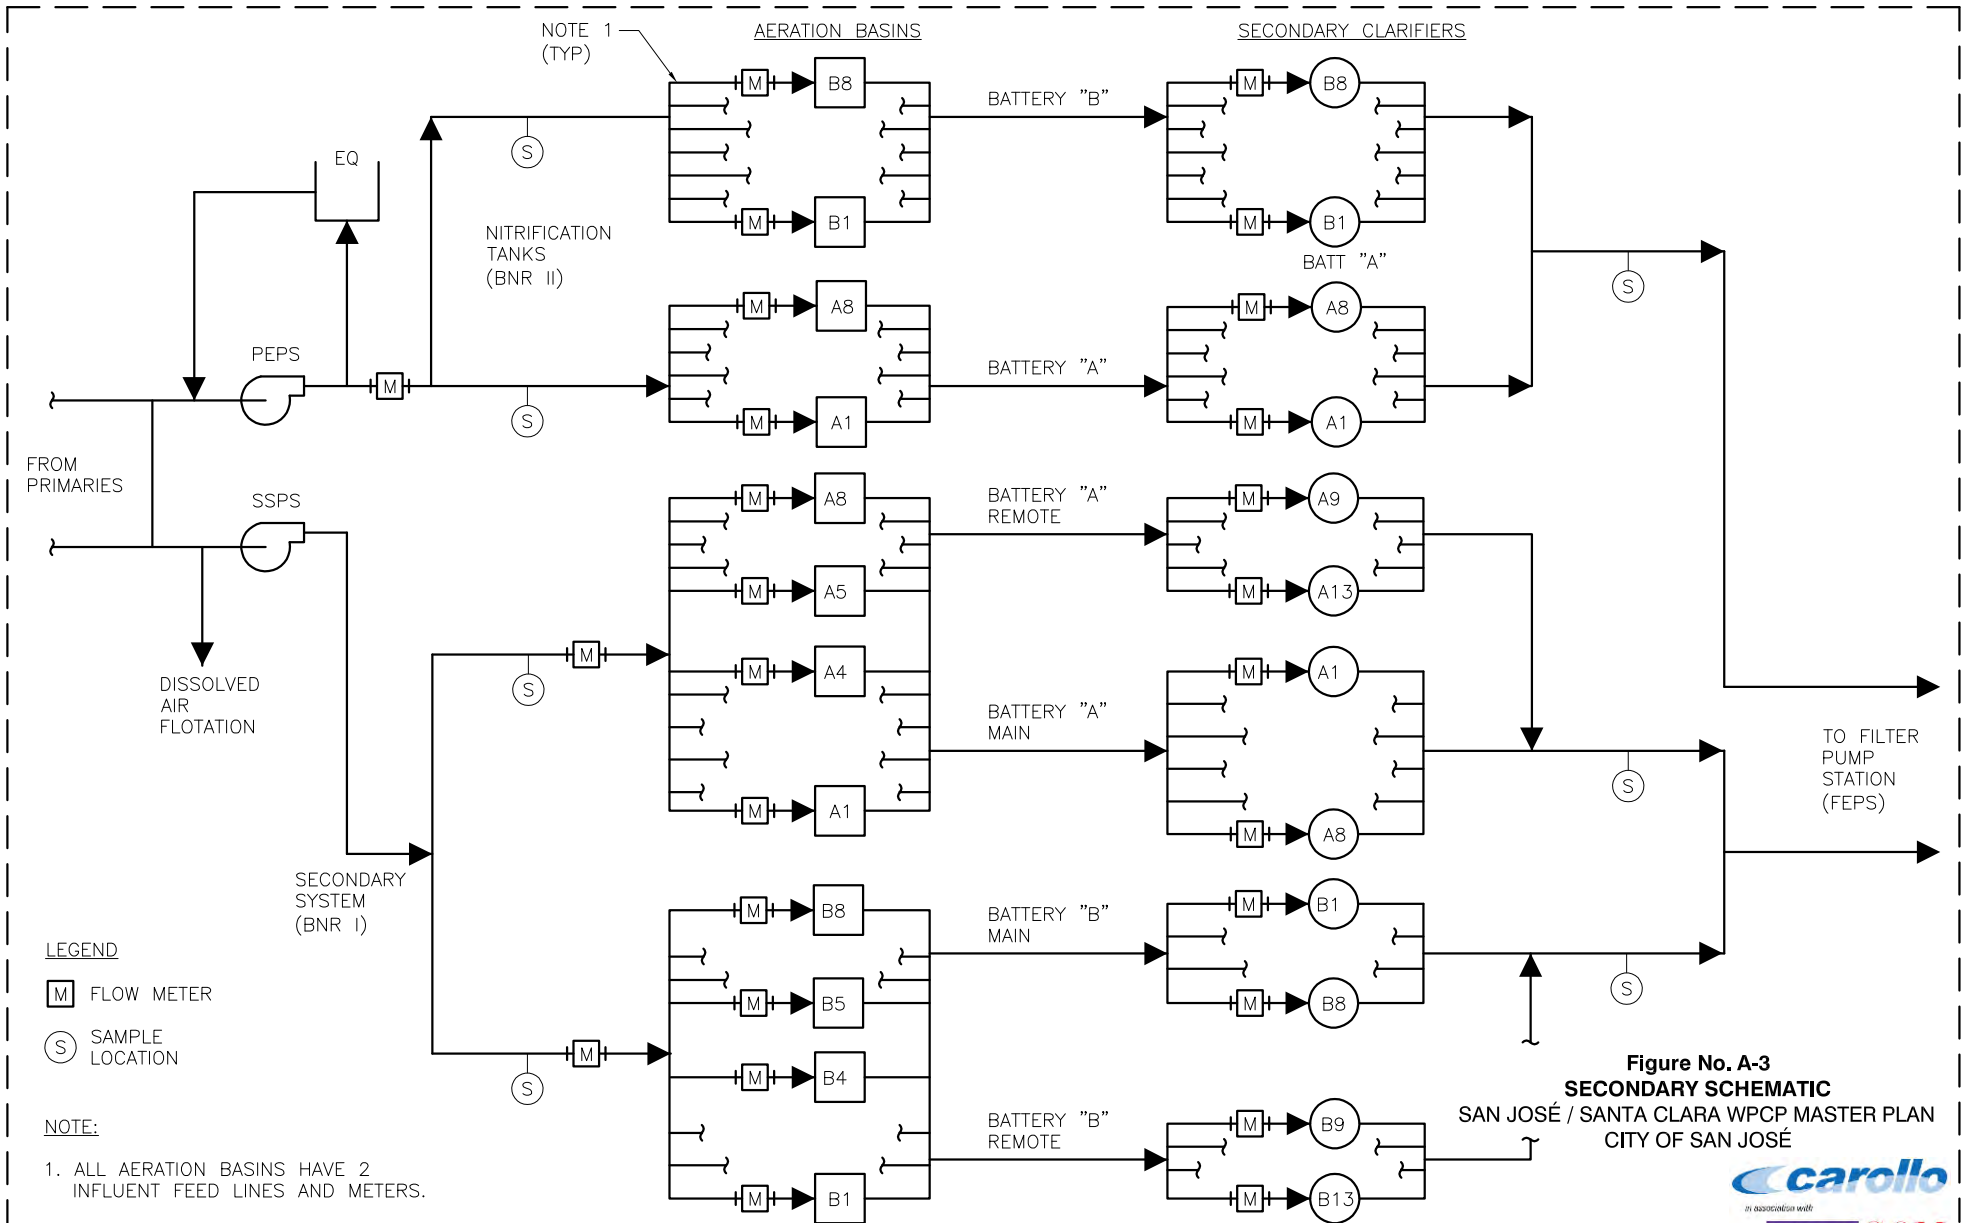 NOTE 1
(TYP)
AERATION BASINS
SECONDARY CLARIFIERS
M
B8
BATTERY "B"
M
B8
S
EQ
NITRIFICATION
TANKS
(BNR II)
M
B1
M
B1
BATT "A"
S
M
A8
M
A8
PEPS
M
BATTERY "A"
S
M
A1
M
A1
FROM
PRIMARIES
SSPS
M
A8
BATTERY "A"
REMOTE
M
A9
M
A5
M
A13
S
M
M
A4
M
A1
DISSOLVED
AIR
FLOTATION
BATTERY "A"
MAIN
S
TO FILTER
PUMP
STATION
(FEPS)
M
A1
M
A8
SECONDARY
SYSTEM
(BNR I)
M
B8
BATTERY "B"
MAIN
M
B1
M
B5
M
B8
S
LEGEND
M FLOW METER
S SAMPLE
LOCATION
M
S
M
B4
BATTERY "B"
REMOTE
M
B9
M
B1
M
B13
NOTE:
1. ALL AERATION BASINS HAVE 2
INFLUENT FEED LINES AND METERS.
Figure No. A-3
SECONDARY SCHEMATIC
SAN JOSÉ / SANTA CLARA WPCP MASTER PLAN
CITY OF SAN JOSÉ
carollo
in association with